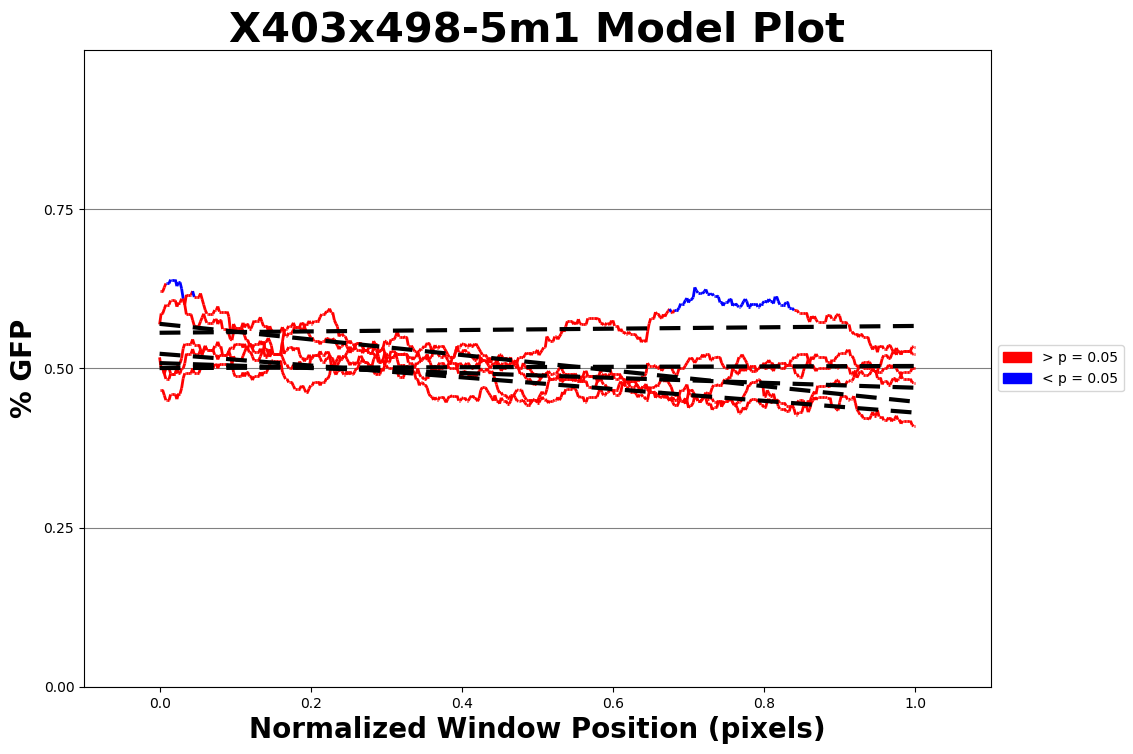 X403x498-5m1 Model Plot
% GFP
0.75
0.50
0.25
0.00
0.0 0.2 0.4 0.6 0.8 1.0
Normalized Window Position (pixels)
> p = 0.05
< p = 0.05